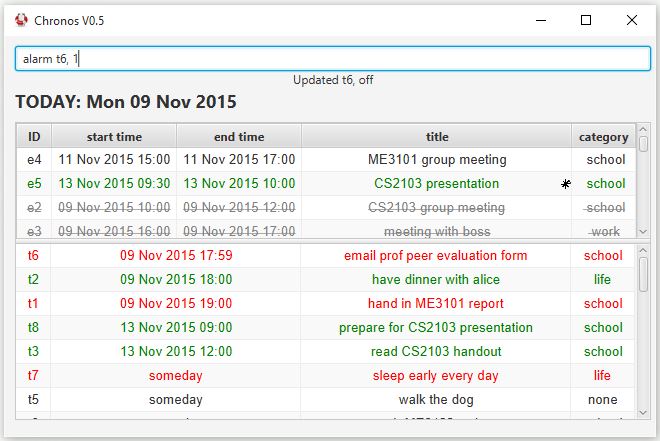 Chronos V0.5
alarm t6, 1
Updated t6, off
TODAY: Mon 09 Nov 2015
ID start time end time title category
e4 11 Nov 2015 15:00 11 Nov 2015 17:00 ME3101 group meeting school
e5 13 Nov 2015 09:30 13 Nov 2015 10:00 CS2103 presentation * school
e2 09 Nov 2015 10:00 09 Nov 2015 12:00 CS2103 group meeting school
e3 09 Nov 2015 16:00 09 Nov 2015 17:00 meeting with boss work
t6 09 Nov 2015 17:59 email prof peer evaluation form school
t2 09 Nov 2015 18:00 have dinner with alice life
t1 09 Nov 2015 19:00 hand in ME3101 report school
t8 13 Nov 2015 09:00 prepare for CS2103 presentation school
t3 13 Nov 2015 12:00 read CS2103 handout school
t7 someday sleep early every day life
t5 someday walk the dog none